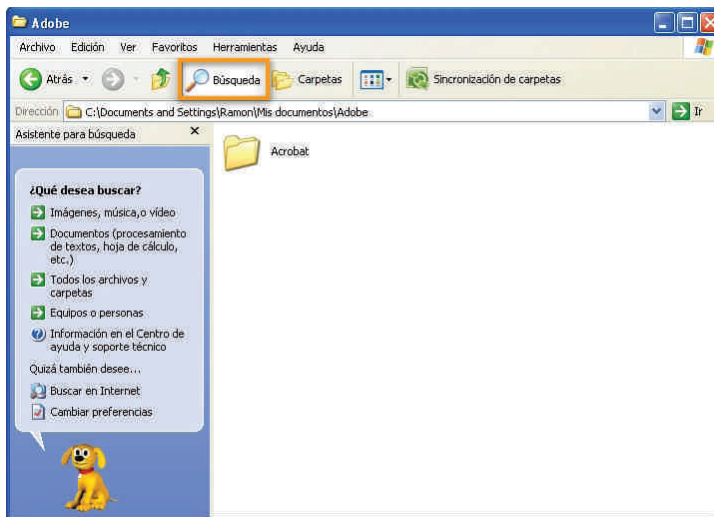 Adobe
Archivo Edición Ver Favoritos Herramientas Ayuda
Atrás Búsqueda Carpetas Sincronización de carpetas
Dirección C:\Documents and Settings\Ramon\Mis documentos\Adobe Ir
Asistente para búsqueda
Acrobat
¿Qué desea buscar?
Imágenes, música,o vídeo
Documentos (procesamiento
de textos, hoja de cálculo,
etc.)
Todos los archivos y
carpetas
Equipos o personas
Información en el Centro de
ayuda y soporte técnico
Quizá también desee...
Buscar en Internet
Cambiar preferencias